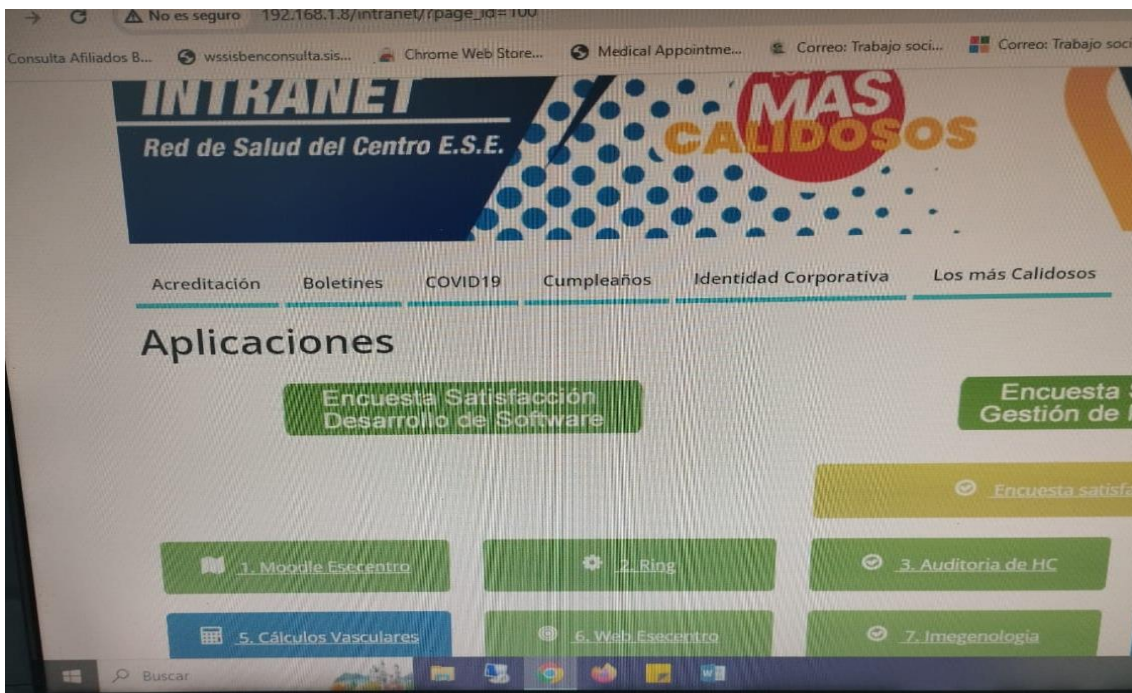 No es seguro 192.168.1.8/intranet/?page_id=100
Consulta Afiliados B... wssisbenconsulta.sis... Chrome Web Store... Medical Appointme... Correo: Trabajo soci... Correo: Trabajo soci
INTRANET
Red de Salud del Centro E.S.E.
LOS
MAS
CALIDOSOS
Acreditación Boletines COVID19 Cumpleaños Identidad Corporativa Los más Calidosos
Aplicaciones
Encuesta Satisfacción
Desarrollo de Software
Encuesta
Gestión de
Encuesta satisfa
1. Moodle Esecentro 2. Ring 3. Auditoria de HC
5. Cálculos Vasculares 6. Web Esecentro 7. Imegenologia
Buscar